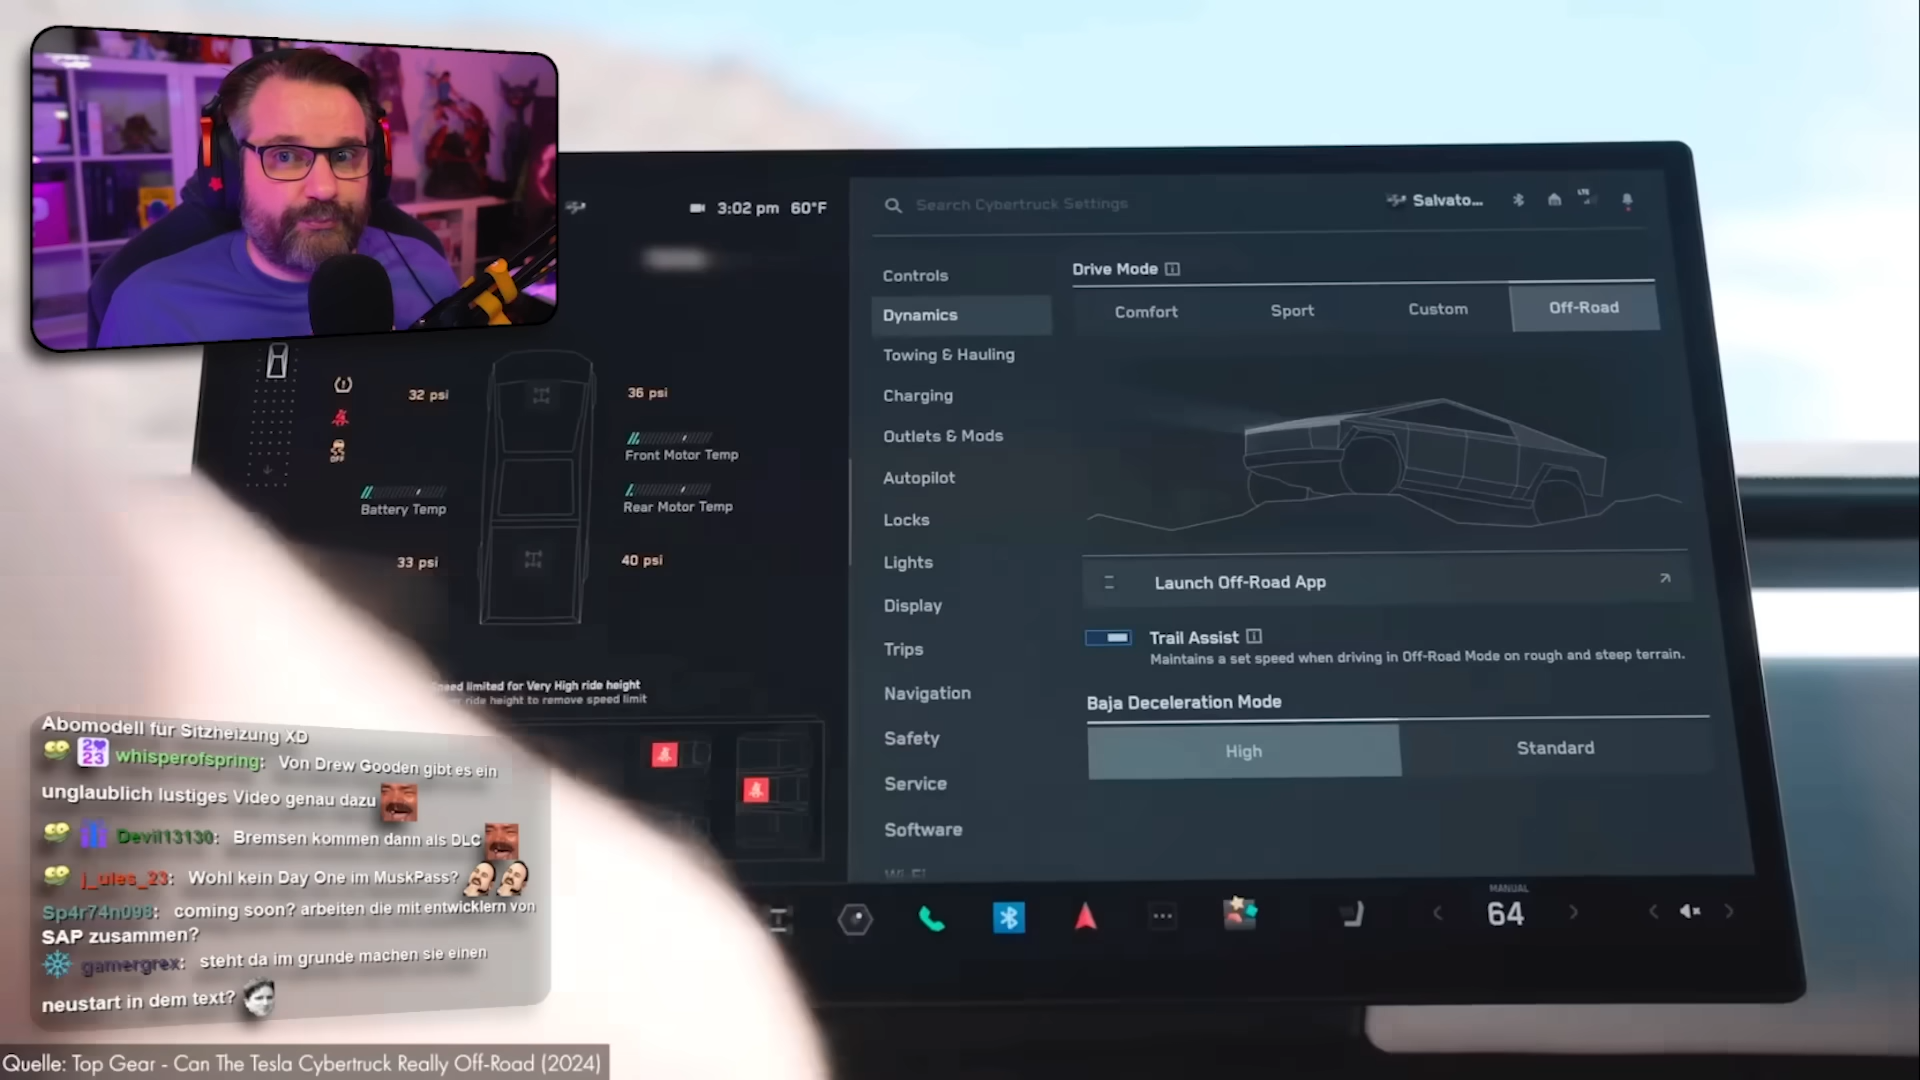 3:02 pm 60°F
Search Cybertruck Settings
Salvato...
LTE
Controls
Dynamics
Towing & Hauling
Charging
Outlets & Mods
Autopilot
Locks
Lights
Display
Trips
Navigation
Safety
Service
Software
Wi-Fi
Drive Mode
Comfort Sport Custom Off-Road
Launch Off-Road App
Trail Assist
Maintains a set speed when driving in Off-Road Mode on rough and steep terrain.
Baja Deceleration Mode
High Standard
32 psi 36 psi
OFF
Front Motor Temp
Battery Temp
Rear Motor Temp
33 psi 40 psi
limited for Very High ride height
ride height to remove speed limit
MANUAL
64
Abomodell für Sitzheizung XD
whisperofspring: Von Drew Gooden gibt es ein
unglaublich lustiges Video genau dazu
Devil13130: Bremsen kommen dann als DLC
j_ules_23: Wohl kein Day One im MuskPass?
Sp4r74n098: coming soon? arbeiten die mit entwicklern von
SAP zusammen?
gamergrex: steht da im grunde machen sie einen
neustart in dem text?
Quelle: Top Gear - Can The Tesla Cybertruck Really Off-Road (2024)